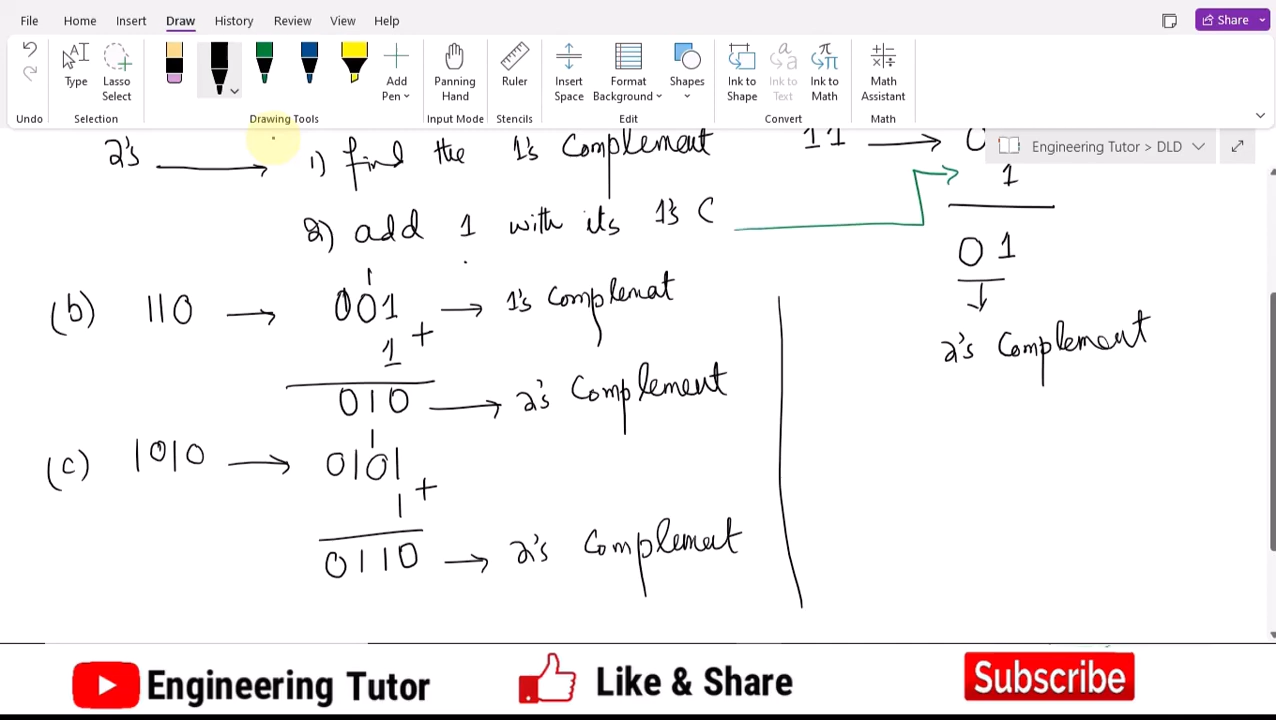 File Home Insert Draw History Review View Help Share
Type Lasso Select Add Pen Panning Hand Ruler Insert Space Format Background Shapes Ink to Shape Ink to Text Ink to Math Math Assistant
Undo Selection Drawing Tools Input Mode Stencils Edit Convert Math
Engineering Tutor > DLD
2's → 1) find the 1's Complement
2) add 1 with its 1's C
11 →
1
01
2's Complement
(b) 110 → 001 → 1's Complemat
1
1 +
010 → 2's Complement
(c) 1010 → 0101
1
1 +
0110 → 2's Complemet
Engineering Tutor
Like & Share
Subscribe